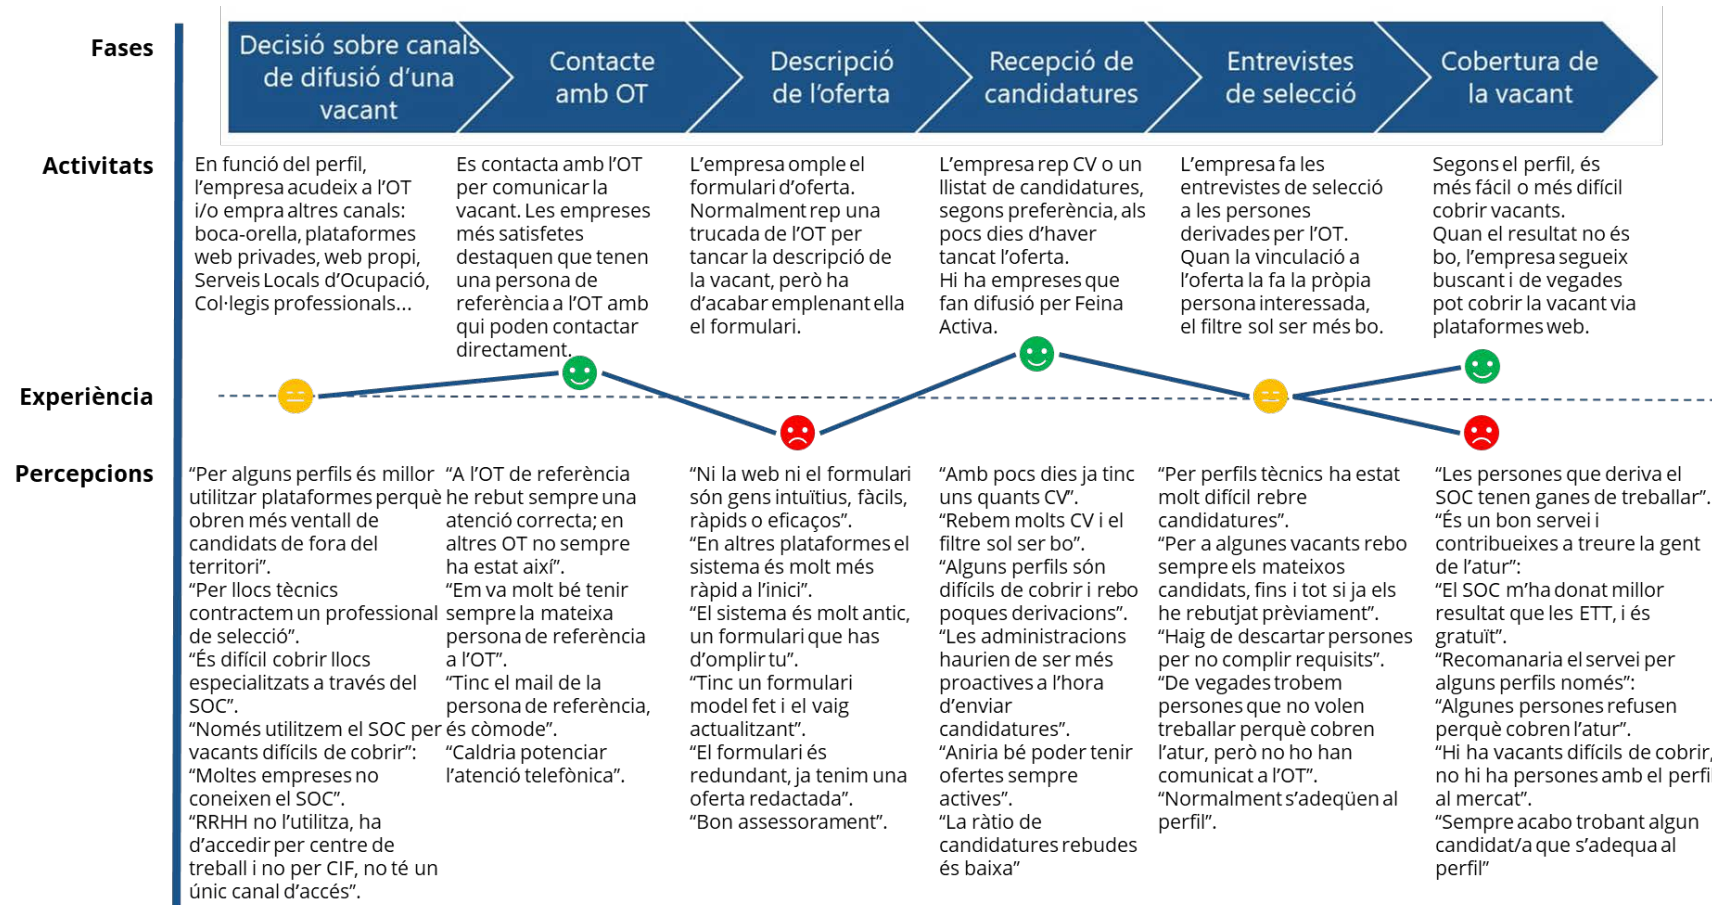 Fases
Decisió sobre canals
de difusió d’una
vacant
Contacte
amb OT
Descripció
de l’oferta
Recepció de
candidatures
Entrevistes
de selecció
Cobertura de
la vacant
Activitats
En funció del perfil,
l’empresa acudeix a l’OT
i/o empra altres canals:
boca-orella, plataformes
web privades, web propi,
Serveis Locals d’Ocupació,
Col·legis professionals...
Es contacta amb l’OT
per comunicar la
vacant. Les empreses
més satisfetes
destaquen que tenen
una persona de
referència a l’OT amb
qui poden contactar
directament.
L’empresa omple el
formulari d’oferta.
Normalment rep una
trucada de l’OT per
tancar la descripció de
la vacant, però ha
d’acabar emplenant ella
el formulari.
L’empresa rep CV o un
llistat de candidatures,
segons preferència, als
pocs dies d’haver
tancat l’oferta.
Hi ha empreses que
fan difusió per Feina
Activa.
L’empresa fa les
entrevistes de selecció
a les persones
derivades per l’OT.
Quan la vinculació a
l’oferta la fa la pròpia
persona interessada,
el filtre sol ser més bo.
Segons el perfil, és
més fácil o més difícil
cobrir vacants.
Quan el resultat no és
bo, l’empresa segueix
buscant i de vegades
pot cobrir la vacant via
plataformes web.
Experiència
Percepcions
“Per alguns perfils és millor
utilitzar plataformes perquè
obren més ventall de
candidats de fora del
territori”.
“Per llocs tècnics
contractem un professional
de selecció”.
“És difícil cobrir llocs
especialitzats a través del
SOC”.
“Només utilitzem el SOC per
vacants difícils de cobrir”:
“Moltes empreses no
coneixen el SOC”.
“RRHH no l’utilitza, ha
d’accedir per centre de
treball i no per CIF, no té un
únic canal d’accés”.
“A l’OT de referència
he rebut sempre una
atenció correcta; en
altres OT no sempre
ha estat així”.
“Em va molt bé tenir
sempre la mateixa
persona de referència
a l’OT”.
“Tinc el mail de la
persona de referència,
és còmode”.
“Caldria potenciar
l’atenció telefònica”.
“Ni la web ni el formulari
són gens intuïtius, fàcils,
ràpids o eficaços”.
“En altres plataformes el
sistema és molt més
ràpid a l’inici”.
“El sistema és molt antic,
un formulari que has
d’omplir tu”.
“Tinc un formulari
model fet i el vaig
actualitzant”.
“El formulari és
redundant, ja tenim una
oferta redactada”.
“Bon assessorament”.
“Amb pocs dies ja tinc
uns quants CV”.
“Rebem molts CV i el
filtre sol ser bo”.
“Alguns perfils són
difícils de cobrir i rebo
poques derivacions”.
“Les administracions
haurien de ser més
proactives a l’hora
d’enviar
candidatures”.
“Aniria bé poder tenir
ofertes sempre
actives”.
“La ràtio de
candidatures rebudes
és baixa”
“Per perfils tècnics ha estat
molt difícil rebre
candidatures”.
“Per a algunes vacants rebo
sempre els mateixos
candidats, fins i tot si ja els
he rebutjat prèviament”.
“Haig de descartar persones
per no complir requisits”.
“De vegades trobem
persones que no volen
treballar perquè cobren
l’atur, però no ho han
comunicat a l’OT”.
“Normalment s’adeqüen al
perfil”.
“Les persones que deriva el
SOC tenen ganes de treballar”.
“És un bon servei i
contribueixes a treure la gent
de l’atur”:
“El SOC m’ha donat millor
resultat que les ETT, i és
gratuït”.
“Recomanaria el servei per
alguns perfils només”:
“Algunes persones refusen
perquè cobren l’atur”.
“Hi ha vacants difícils de cobrir,
no hi ha persones amb el perfil
al mercat”.
“Sempre acabo trobant algun
candidat/a que s’adequa al
perfil”